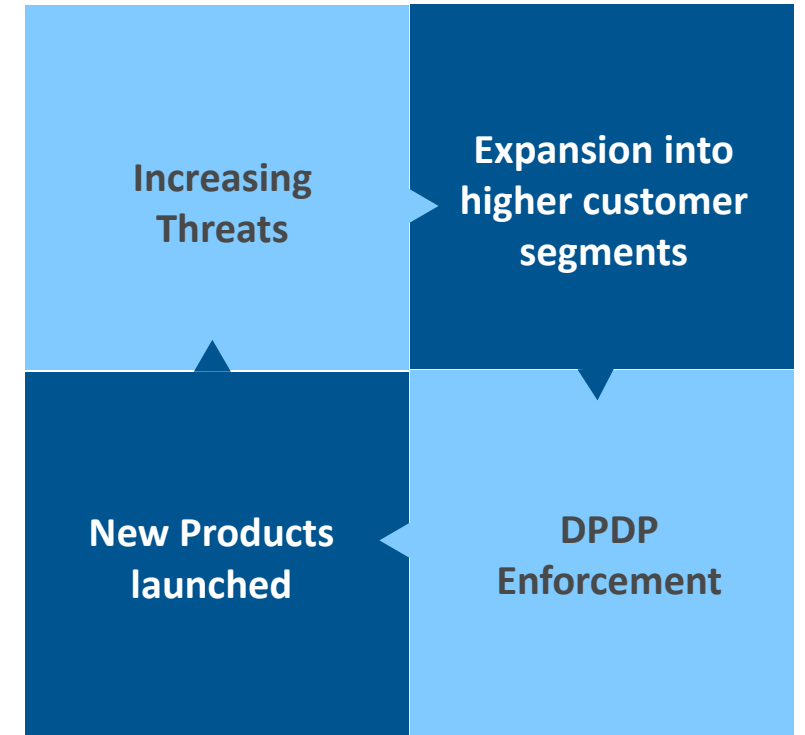 Increasing
Threats
Expansion into
higher customer
segments
New Products
launched
DPDP
Enforcement